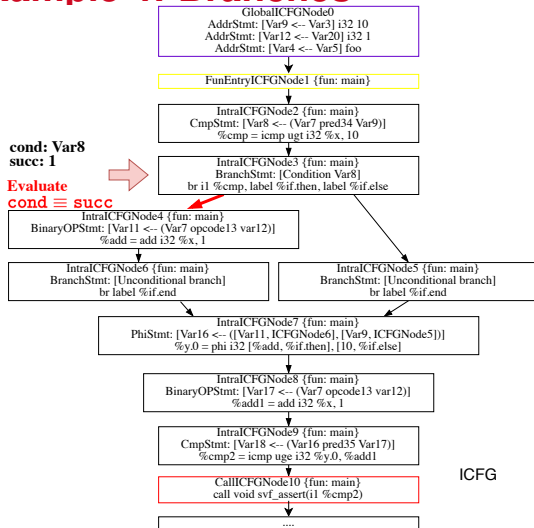 GlobalICFGNode0
AddrStmt: [Var9 <-- Var3] i32 10
AddrStmt: [Var12 <-- Var20] i32 1
AddrStmt: [Var4 <-- Var5] foo
FunEntryICFGNode1 {fun: main}
IntraICFGNode2 {fun: main}
CmpStmt: [Var8 <-- (Var7 pred34 Var9)]
%cmp = icmp ugt i32 %x, 10
cond: Var8
succ: 1
Evaluate
cond ≡ succ
IntraICFGNode3 {fun: main}
BranchStmt: [Condition Var8]
br i1 %cmp, label %if.then, label %if.else
IntraICFGNode4 {fun: main}
BinaryOPStmt: [Var11 <-- (Var7 opcode13 var12)]
%add = add i32 %x, 1
IntraICFGNode6 {fun: main}
BranchStmt: [Unconditional branch]
br label %if.end
IntraICFGNode5 {fun: main}
BranchStmt: [Unconditional branch]
br label %if.end
IntraICFGNode7 {fun: main}
PhiStmt: [Var16 <-- ([Var11, ICFGNode6], [Var9, ICFGNode5])]
%y.0 = phi i32 [%add, %if.then], [10, %if.else]
IntraICFGNode8 {fun: main}
BinaryOPStmt: [Var17 <-- (Var7 opcode13 var12)]
%add1 = add i32 %x, 1
IntraICFGNode9 {fun: main}
CmpStmt: [Var18 <-- (Var16 pred35 Var17)]
%cmp2 = icmp uge i32 %y.0, %add1
ICFG
CallICFGNode10 {fun: main}
call void svf_assert(i1 %cmp2)
....